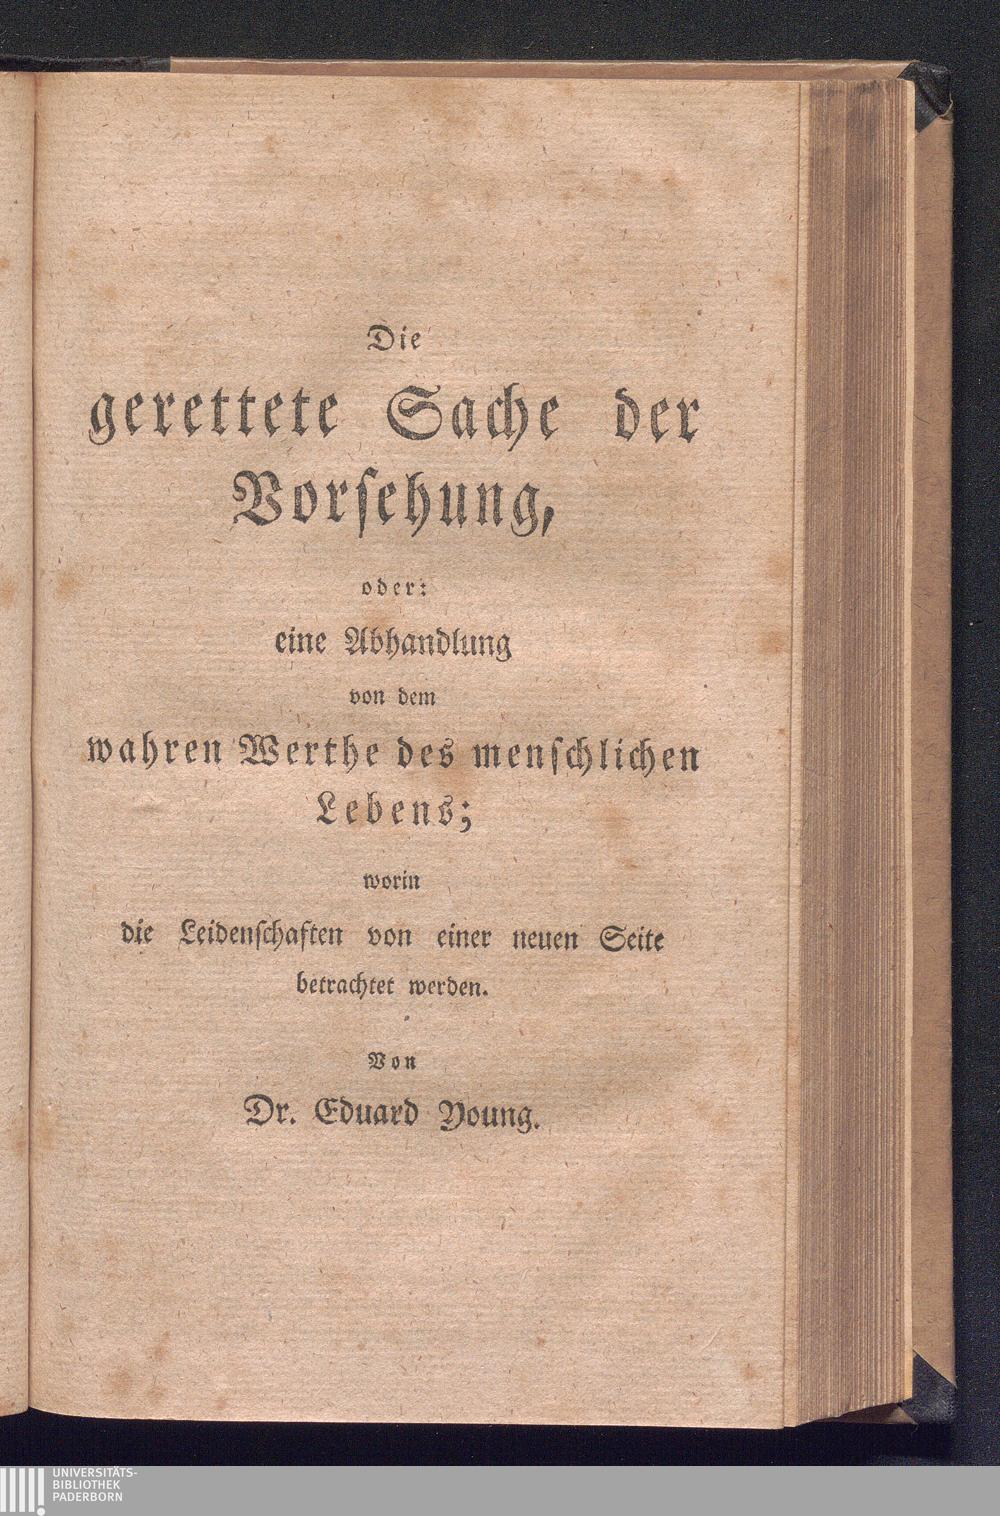 Die
gerettete Sache der
Vorsehung,
oder:
eine Abhandlung
von dem
wahren Werthe des menschlichen
Lebens;
worin
die Leidenschaften von einer neuen Seite
betrachtet werden.
Von
Dr. Eduard Young.
UNIVERSITÄTS-
BIBLIOTHEK
PADERBORN